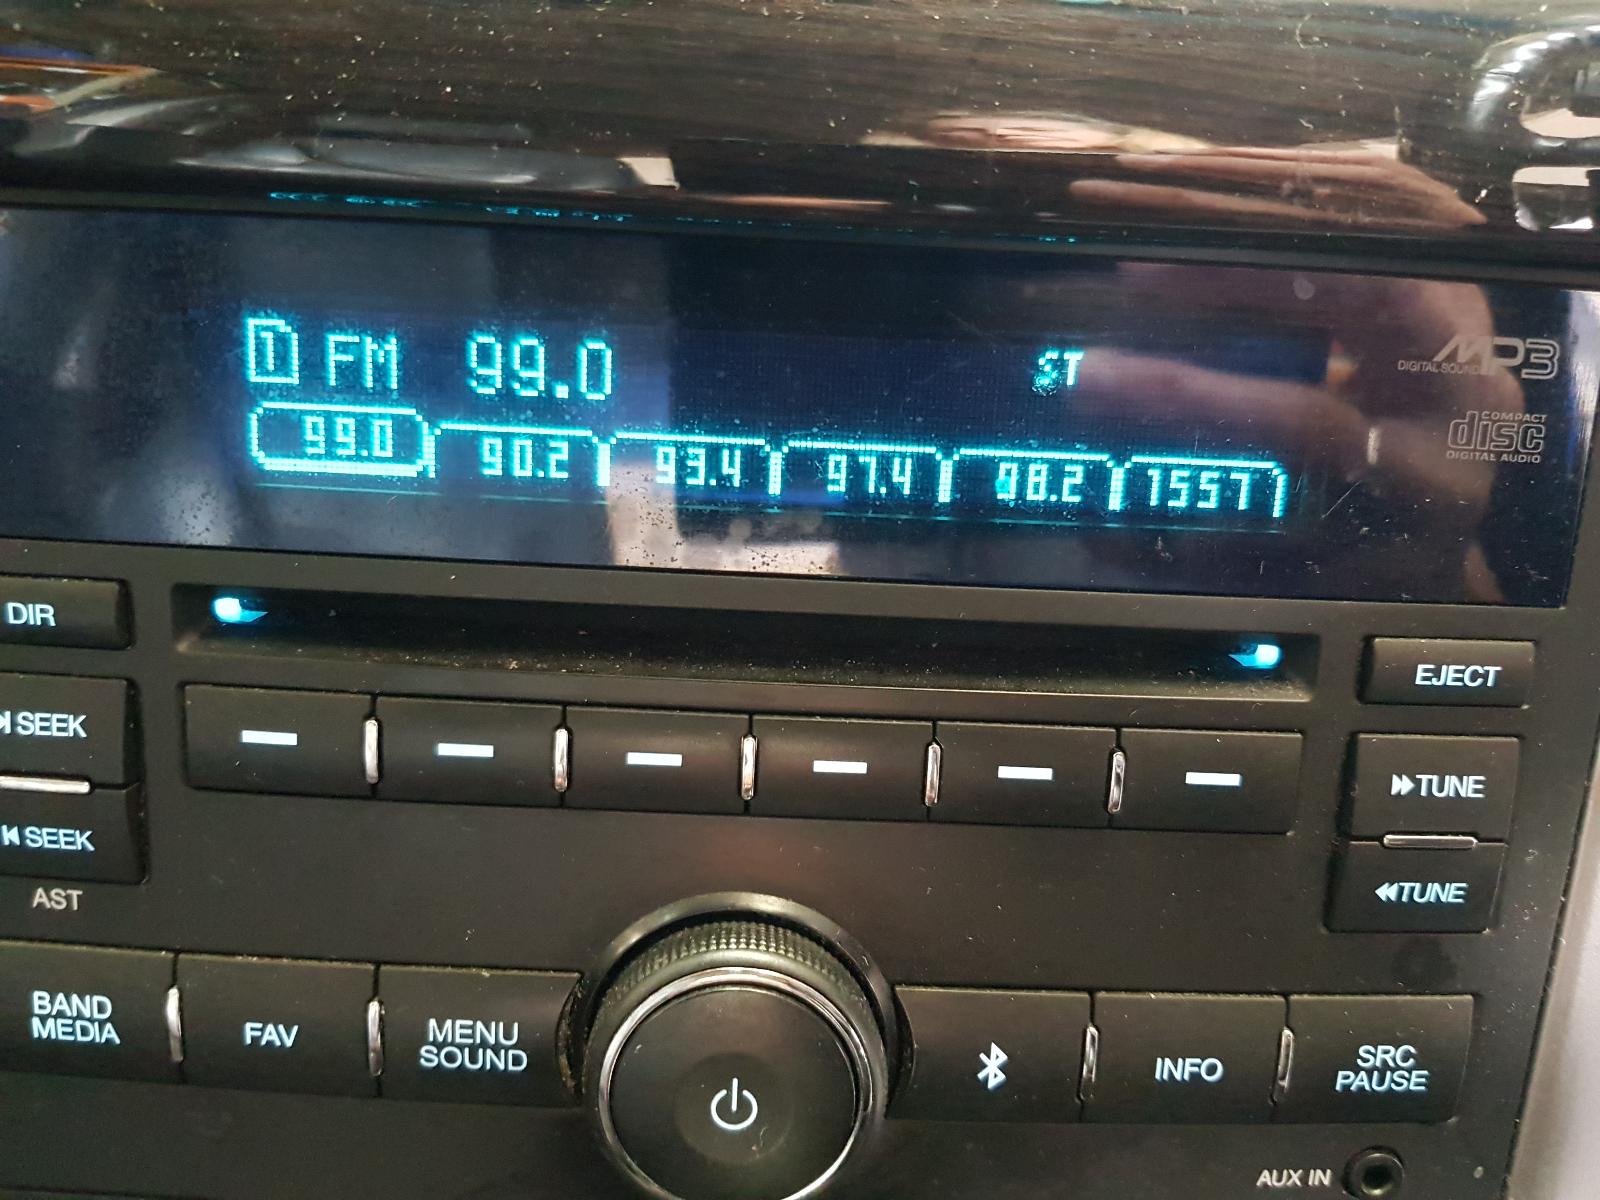 1 FM 99.0 ST
99.0 90.2 93.4 97.4 98.2 1557
DIGITAL SOUND MP3
COMPACT
disc
DIGITAL AUDIO
DIR
EJECT
SEEK
TUNE
SEEK
TUNE
AST
BAND
MEDIA
FAV
MENU
SOUND
INFO
SRC
PAUSE
AUX IN